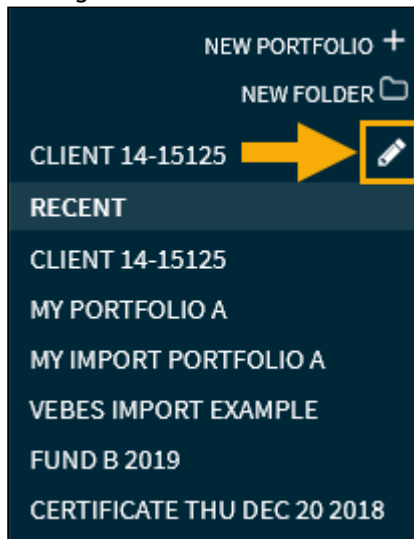 NEW PORTFOLIO +
NEW FOLDER
CLIENT 14-15125
RECENT
CLIENT 14-15125
MY PORTFOLIO A
MY IMPORT PORTFOLIO A
VEBES IMPORT EXAMPLE
FUND B 2019
CERTIFICATE THU DEC 20 2018